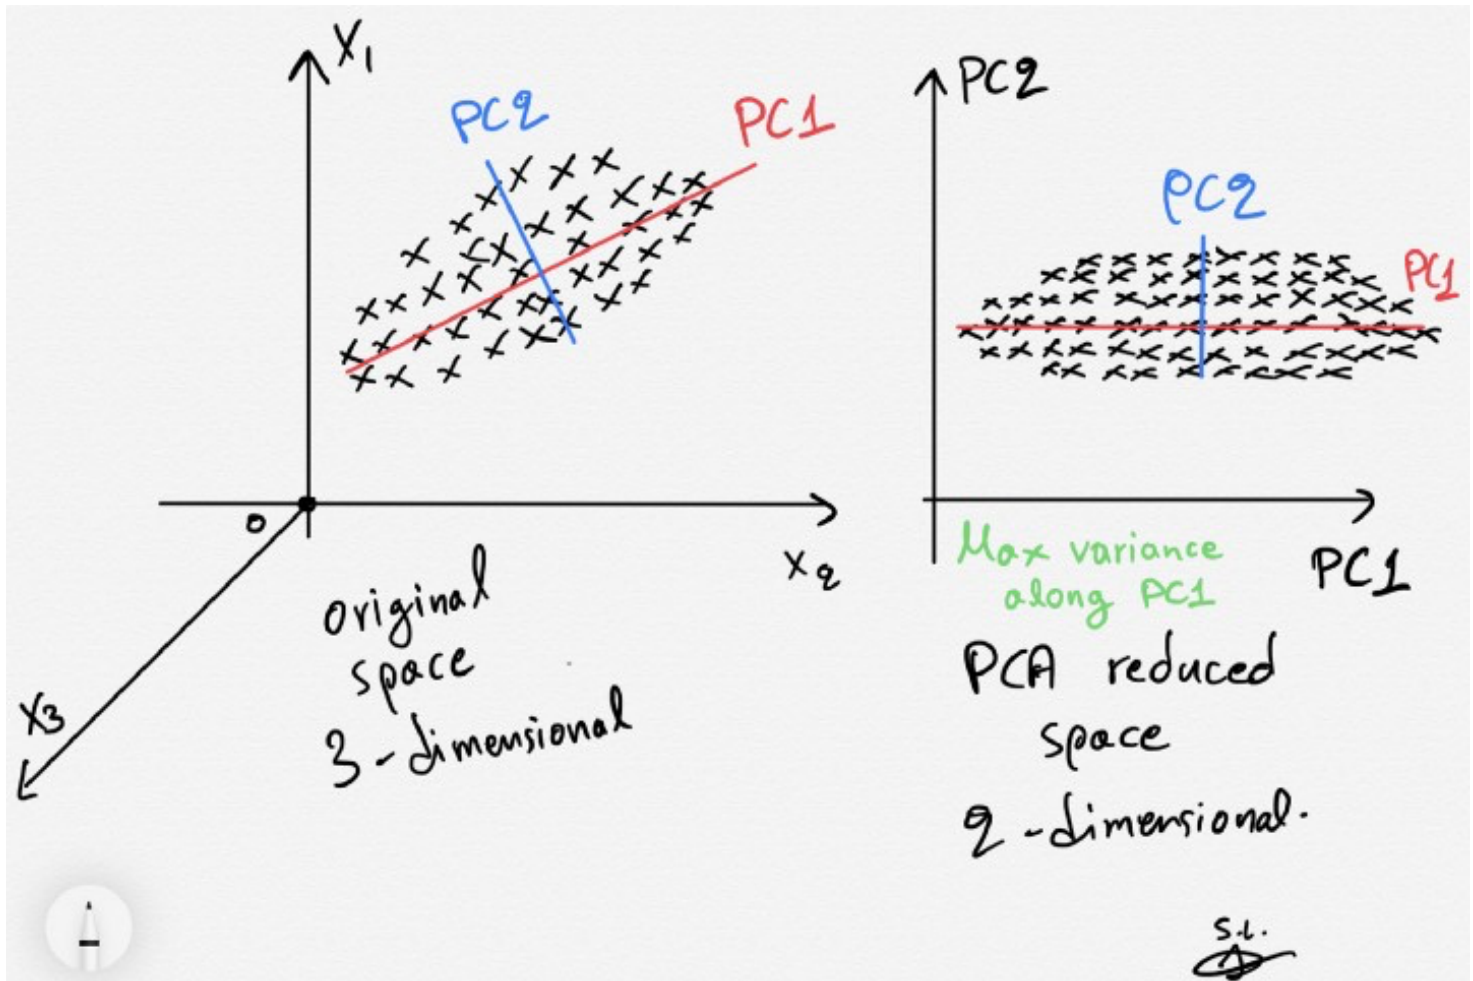 X1
PC2
PC1
X2
0
X3
original
space
3-dimensional
PC2
PC2
PC1
PC1
Max variance
along PC1
PCA reduced
space
2-dimensional.
S.L.